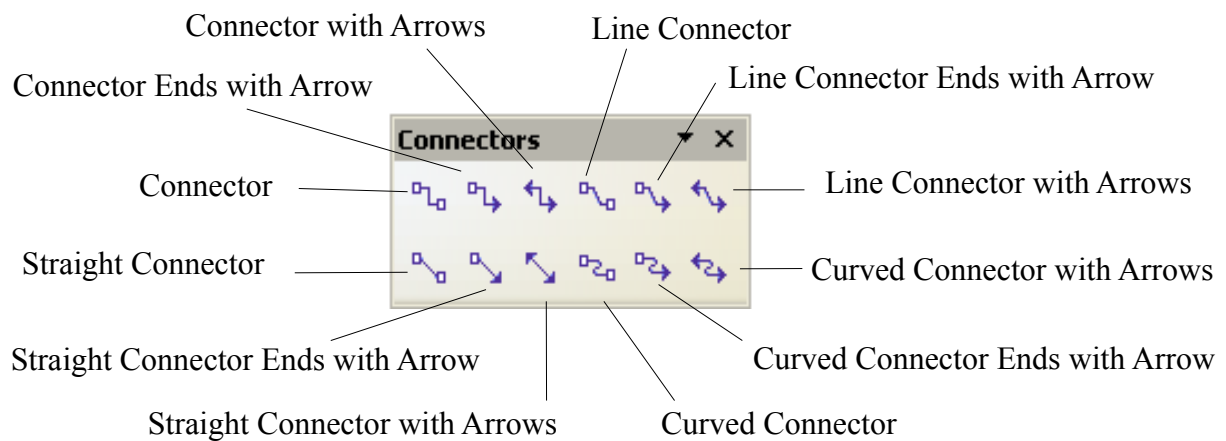 Connector with Arrows
Line Connector
Connector Ends with Arrow
Line Connector Ends with Arrow
Connectors
Connector
Line Connector with Arrows
Straight Connector
Curved Connector with Arrows
Straight Connector Ends with Arrow
Curved Connector Ends with Arrow
Straight Connector with Arrows
Curved Connector